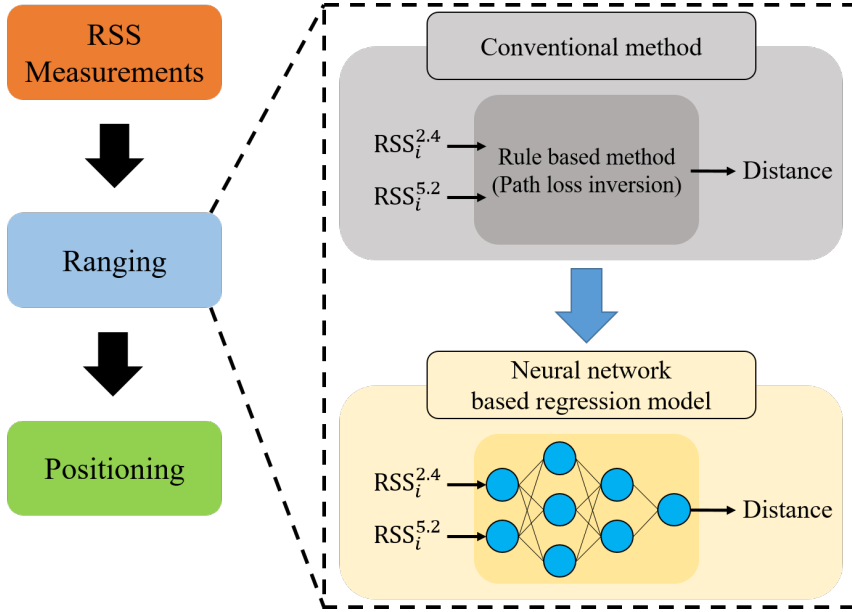 RSS
Measurements
Ranging
Positioning
Conventional method
RSS_i^{2.4}
RSS_i^{5.2}
Rule based method
(Path loss inversion)
Distance
Neural network
based regression model
RSS_i^{2.4}
RSS_i^{5.2}
Distance